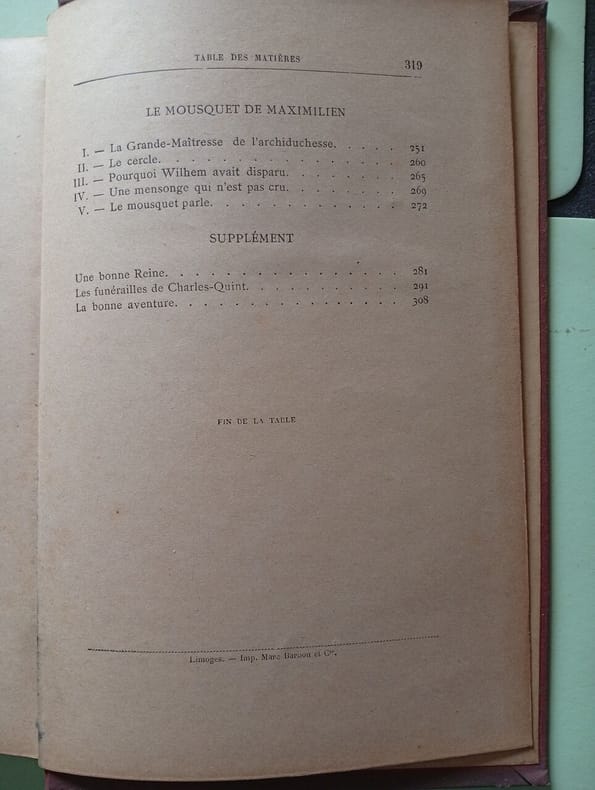 TABLE DES MATIÈRES 319
LE MOUSQUET DE MAXIMILIEN
I. — La Grande-Maîtresse de l'archiduchesse. . . . . 251
II. — Le cercle. . . . . . . . . . . . . . 260
III. — Pourquoi Wilhem avait disparu. . . . . . . 265
IV. — Une mensonge qui n'est pas cru. . . . . . . 269
V. — Le mousquet parle. . . . . . . . . . . 272
SUPPLÉMENT
Une bonne Reine. . . . . . . . . . . . . . . 281
Les funérailles de Charles-Quint. . . . . . . . . . 291
La bonne aventure. . . . . . . . . . . . . . . 308
FIN DE LA TABLE
Limoges. — Imp. Marc Barbou et Cie.